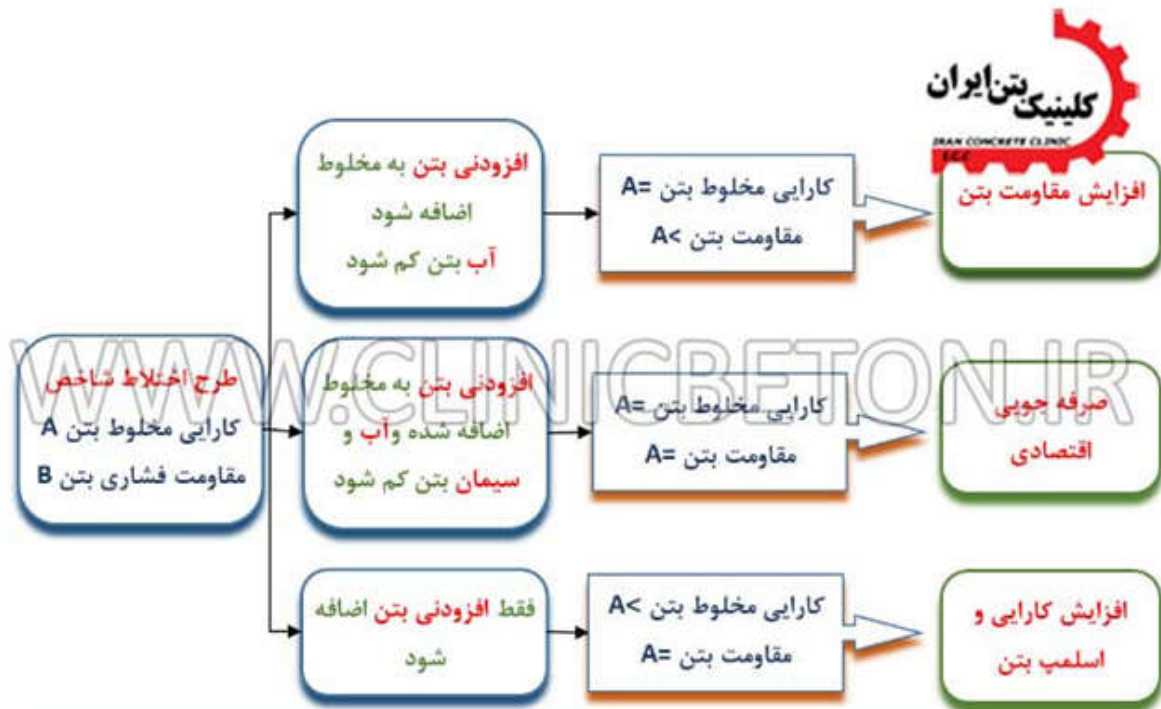 کلینیک بتن ایران
IRAN CONCRETE CLINIC
I.C.C
افزودنی بتن به مخلوط
اضافه شود
آب بتن کم شود
کارایی مخلوط بتن =A
مقاومت بتن >A
افزایش مقاومت بتن
WWW.CLINICBETON.IR
طرح اختلاط شاخص
کارایی مخلوط بتن A
مقاومت فشاری بتن B
افزودنی بتن به مخلوط
اضافه شده وآب و
سیمان بتن کم شود
کارایی مخلوط بتن =A
مقاومت بتن =A
صرفه جویی
اقتصادی
فقط افزودنی بتن اضافه
شود
کارایی مخلوط بتن >A
مقاومت بتن =A
افزایش کارایی و
اسلمپ بتن